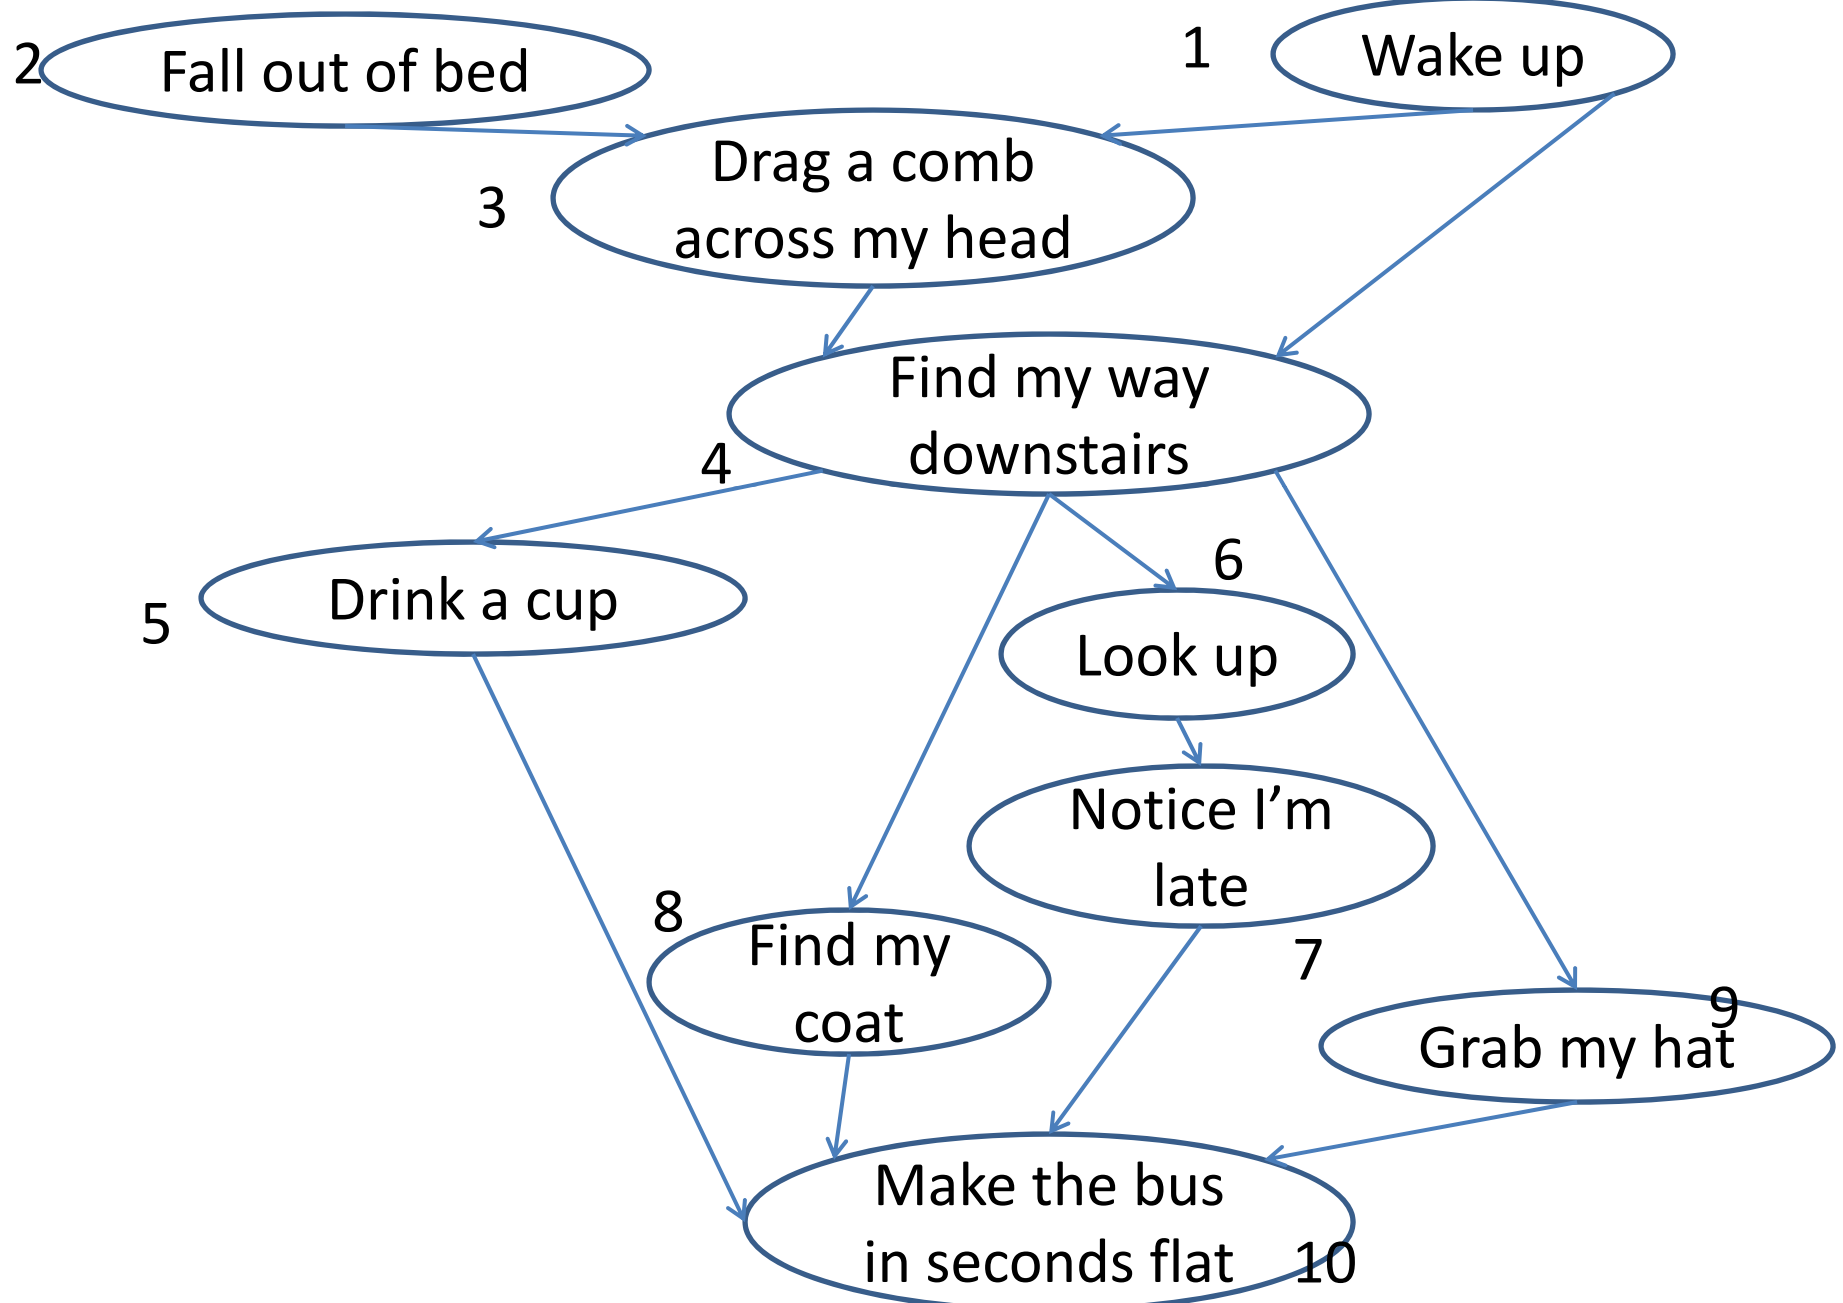 2
Fall out of bed
1
Wake up
3
Drag a comb
across my head
Find my way
downstairs
4
5
Drink a cup
6
Look up
Notice I’m
late
7
8
Find my
coat
9
Grab my hat
Make the bus
in seconds flat
10